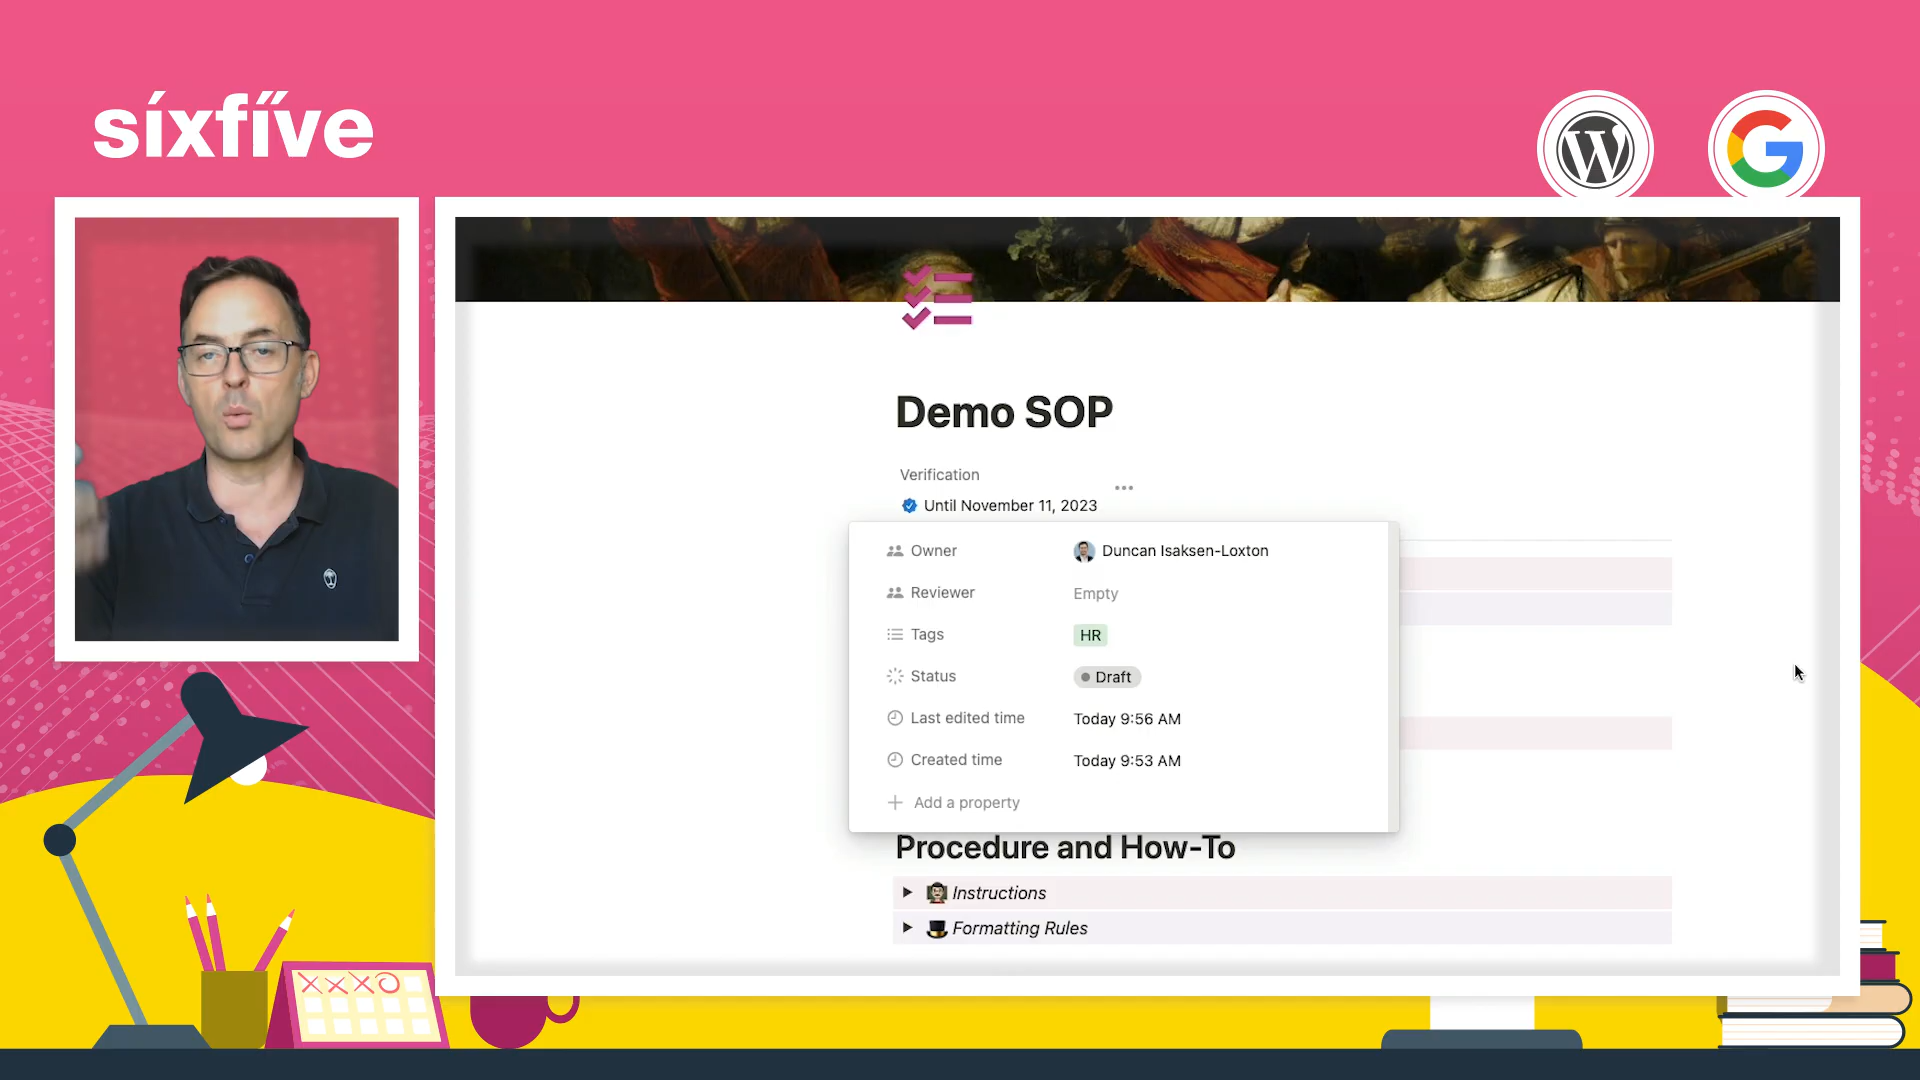 síxfíve
Demo SOP
Verification
Until November 11, 2023
Owner Duncan Isaksen-Loxton
Reviewer Empty
Tags HR
Status Draft
Last edited time Today 9:56 AM
Created time Today 9:53 AM
Add a property
Procedure and How-To
Instructions
Formatting Rules